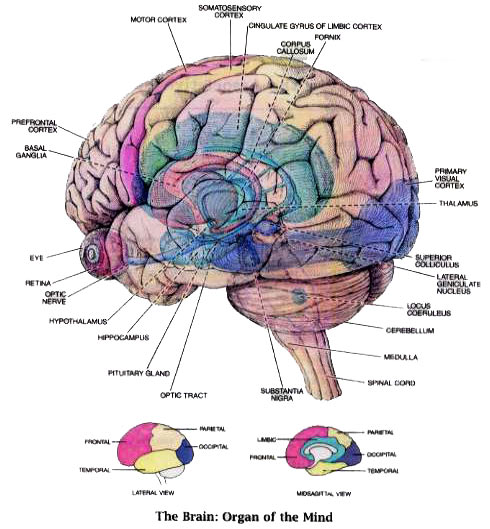 SOMATOSENSORY
CORTEX
MOTOR CORTEX
CINGULATE GYRUS OF LIMBIC CORTEX
FORNIX
CORPUS
CALLOSUM
PREFRONTAL
CORTEX
BASAL
GANGLIA
PRIMARY
VISUAL
CORTEX
THALAMUS
EYE
RETINA
OPTIC
NERVE
SUPERIOR
COLLICULUS
LATERAL
GENICULATE
NUCLEUS
HYPOTHALAMUS
HIPPOCAMPUS
LOCUS
COERULEUS
CEREBELLUM
MEDULLA
PITUITARY GLAND
OPTIC TRACT
SUBSTANTIA
NIGRA
SPINAL CORD
PARIETAL
FRONTAL
OCCIPITAL
TEMPORAL
LATERAL VIEW
PARIETAL
LIMBIC
FRONTAL
OCCIPITAL
TEMPORAL
MIDSAGITTAL VIEW
The Brain: Organ of the Mind